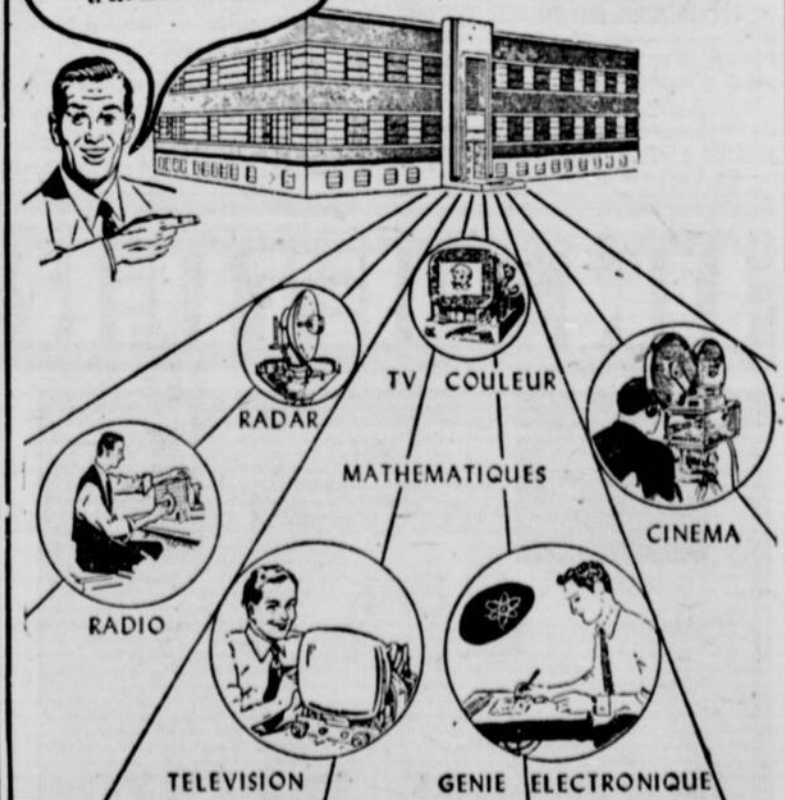 TV COULEUR
RADAR
MATHEMATIQUES
CINEMA
RADIO
TELEVISION
GENIE ELECTRONIQUE